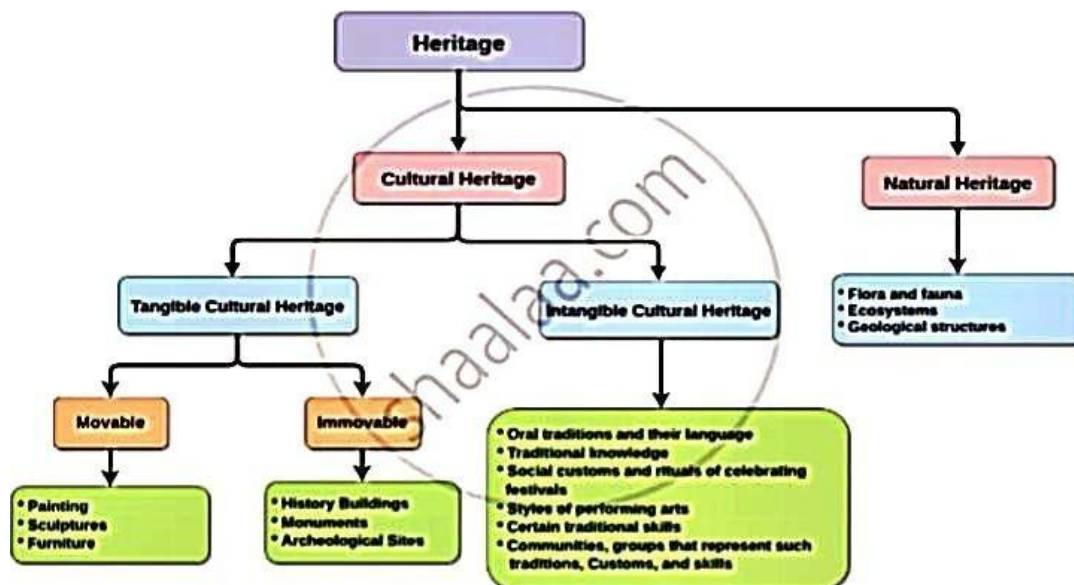 Heritage
Cultural Heritage
Natural Heritage
Tangible Cultural Heritage
Intangible Cultural Heritage
• Flora and fauna
• Ecosystems
• Geological structures
Movable
Immovable
• Painting
• Sculptures
• Furniture
• History Buildings
• Monuments
• Archeological Sites
• Oral traditions and their language
• Traditional knowledge
• Social customs and rituals of celebrating
festivals
• Styles of performing arts
• Certain traditional skills
• Communities, groups that represent such
traditions, Customs, and skills
shaalaa.com